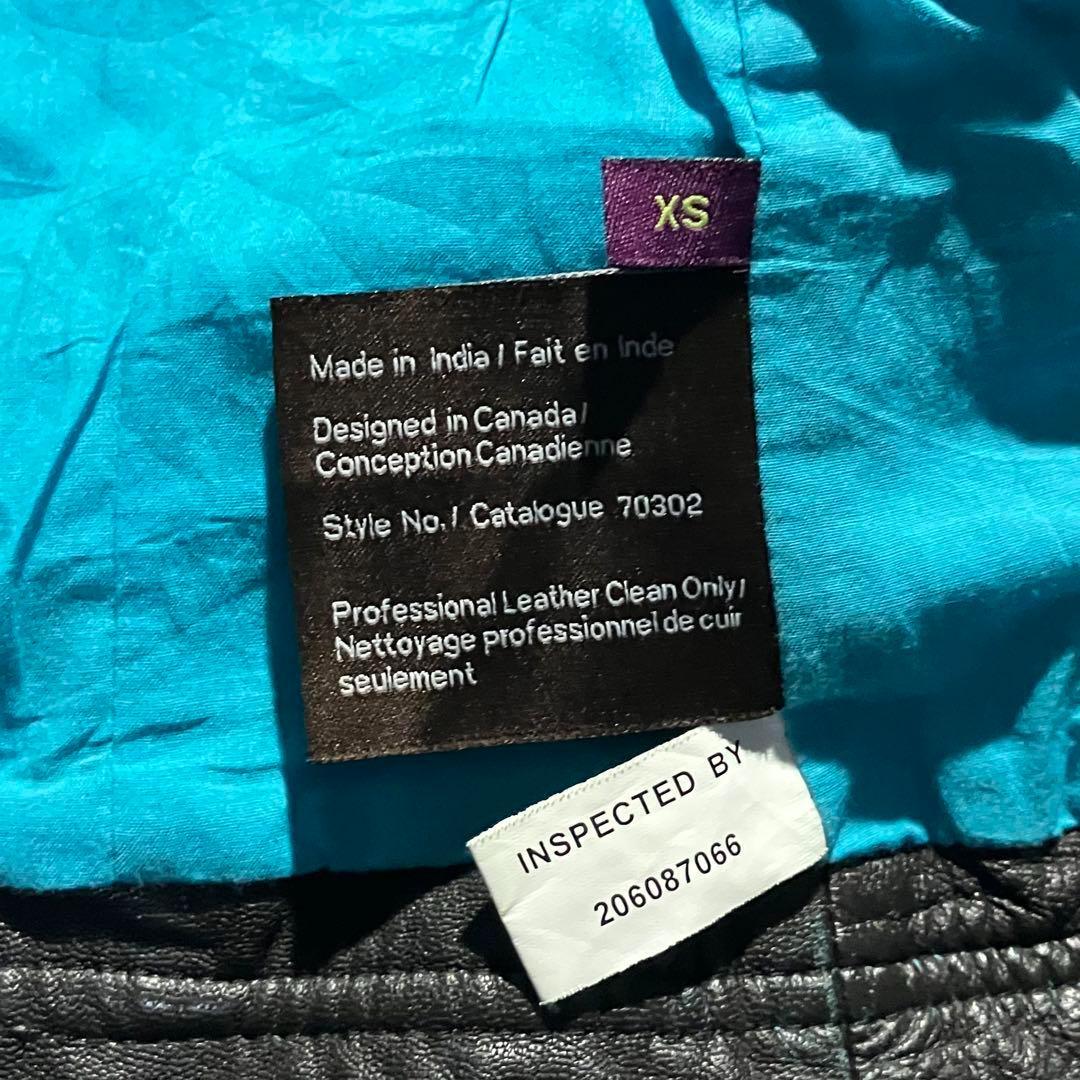 XS
Made in India / Fait en Inde
Designed in Canada/
Conception Canadienne
Style No. / Catalogue 70302
Professional Leather Clean Only/
Nettoyage professionnel de cuir
seulement
INSPECTED BY
206087066